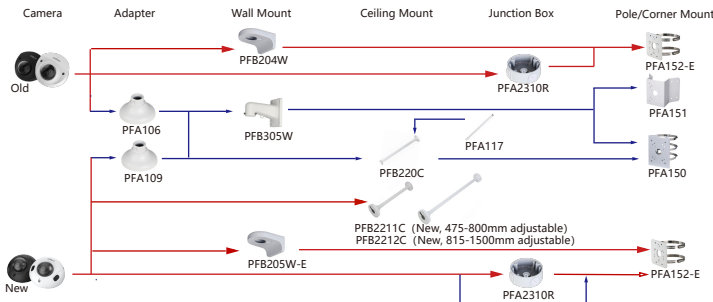 Camera Adapter Wall Mount Ceiling Mount Junction Box Pole/Corner Mount
PFB204W
PFA152-E
Old
PFA2310R
PFA151
PFA106
PFB305W
PFA117
PFA109
PFB220C
PFA150
PFB2211C (New, 475-800mm adjustable)
PFB2212C (New, 815-1500mm adjustable)
PFB205W-E
PFA152-E
New
PFA2310R